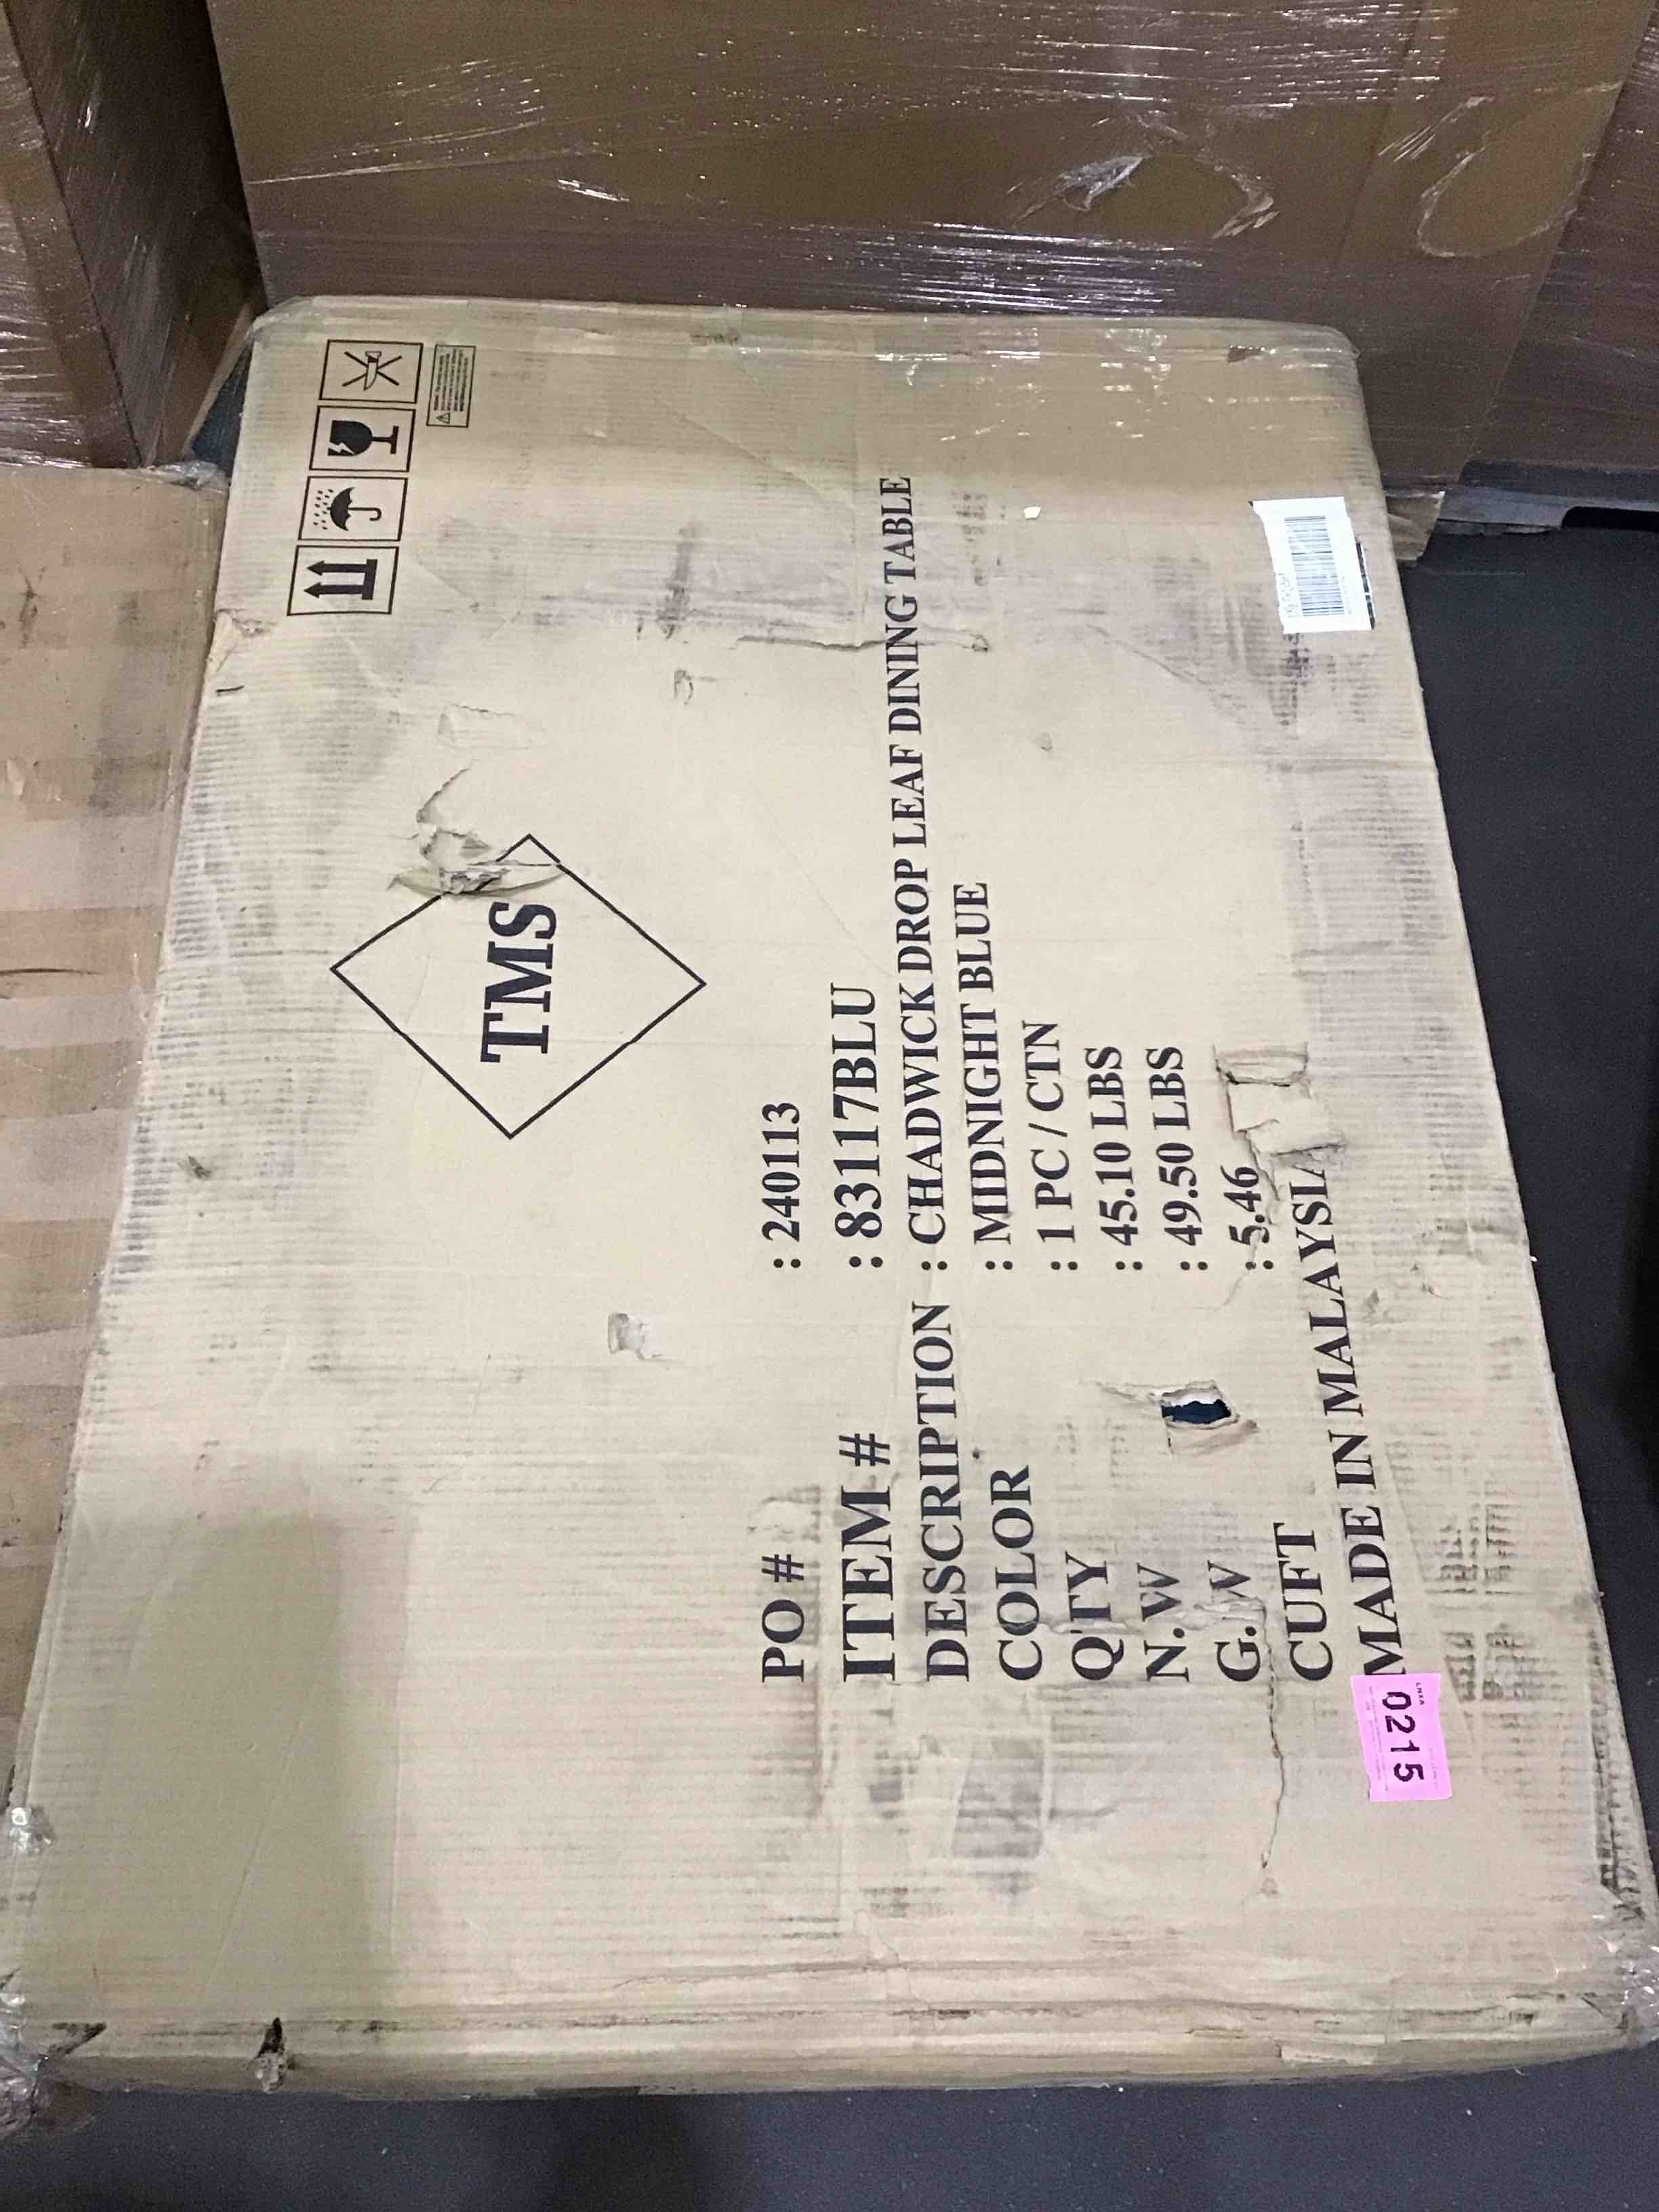 TMS
PO # : 240113
ITEM # : 83117BLU
DESCRIPTION : CHADWICK DROP LEAF DINING TABLE
COLOR : MIDNIGHT BLUE
QTY : 1 PC / CTN
N.W : 45.10 LBS
G.W : 49.50 LBS
CUFT : 5.46
MADE IN MALAYSIA
0215